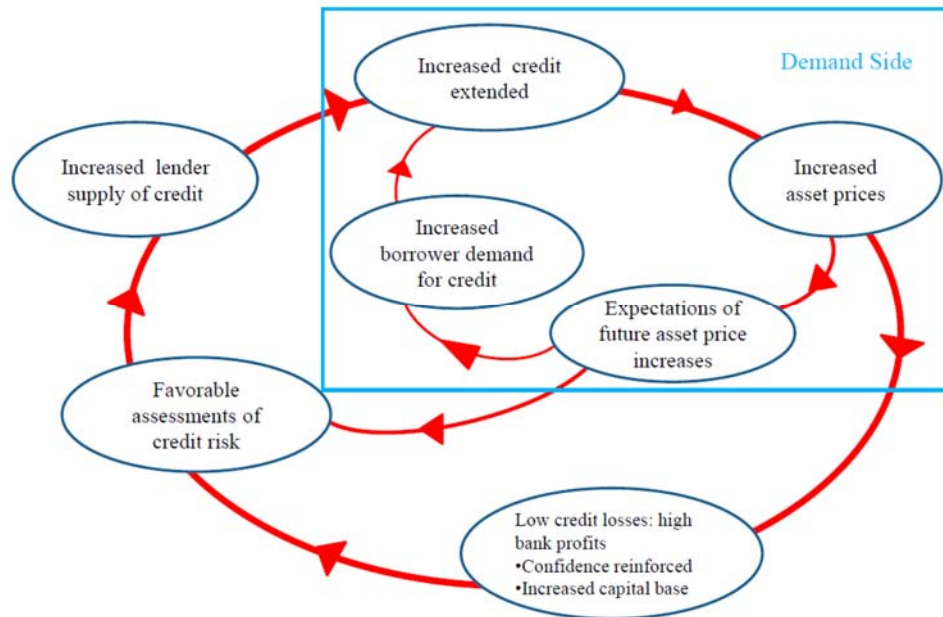 Increased credit
extended
Demand Side
Increased lender
supply of credit
Increased
asset prices
Increased
borrower demand
for credit
Expectations of
future asset price
increases
Favorable
assessments of
credit risk
Low credit losses: high
bank profits
•Confidence reinforced
•Increased capital base